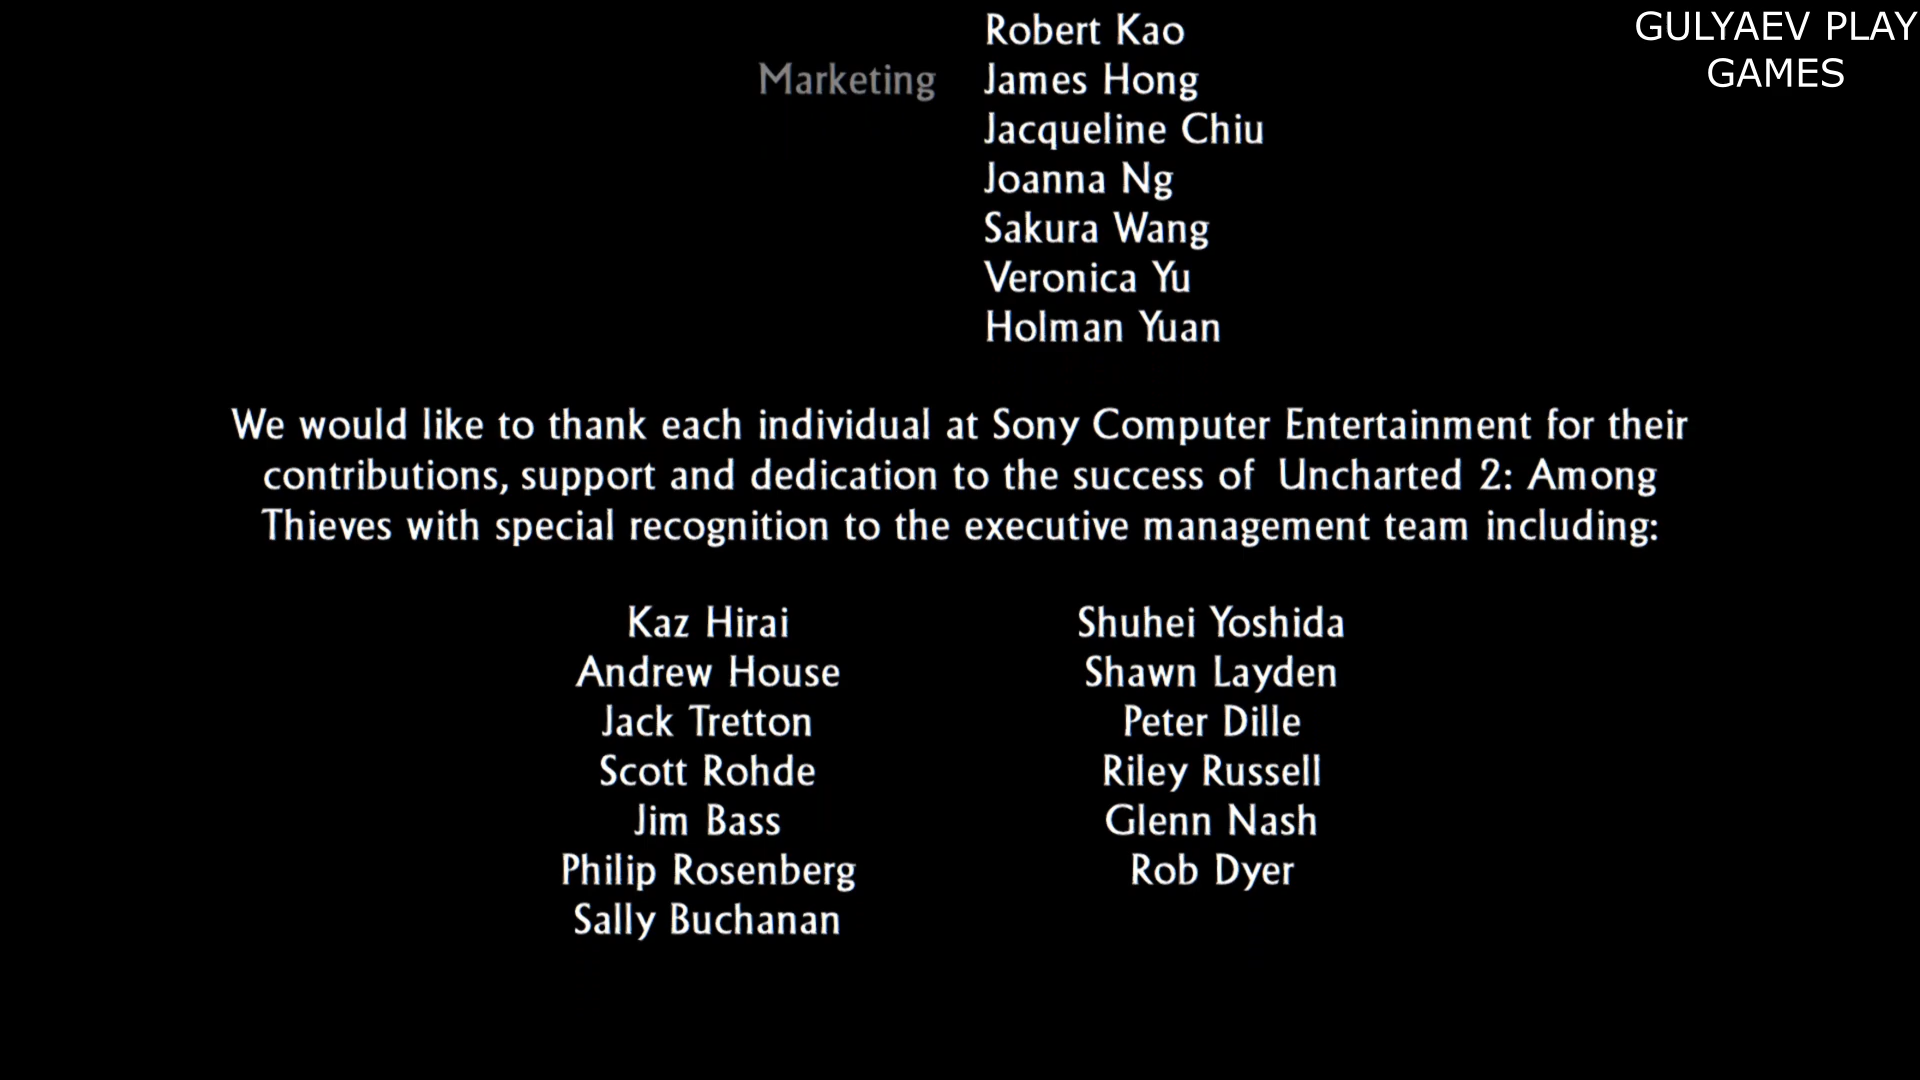 Robert Kao
GULYAEV PLAY
GAMES
Marketing James Hong
Jacqueline Chiu
Joanna Ng
Sakura Wang
Veronica Yu
Holman Yuan
We would like to thank each individual at Sony Computer Entertainment for their
contributions, support and dedication to the success of Uncharted 2: Among
Thieves with special recognition to the executive management team including:
Kaz Hirai
Andrew House
Jack Tretton
Scott Rohde
Jim Bass
Philip Rosenberg
Sally Buchanan
Shuhei Yoshida
Shawn Layden
Peter Dille
Riley Russell
Glenn Nash
Rob Dyer